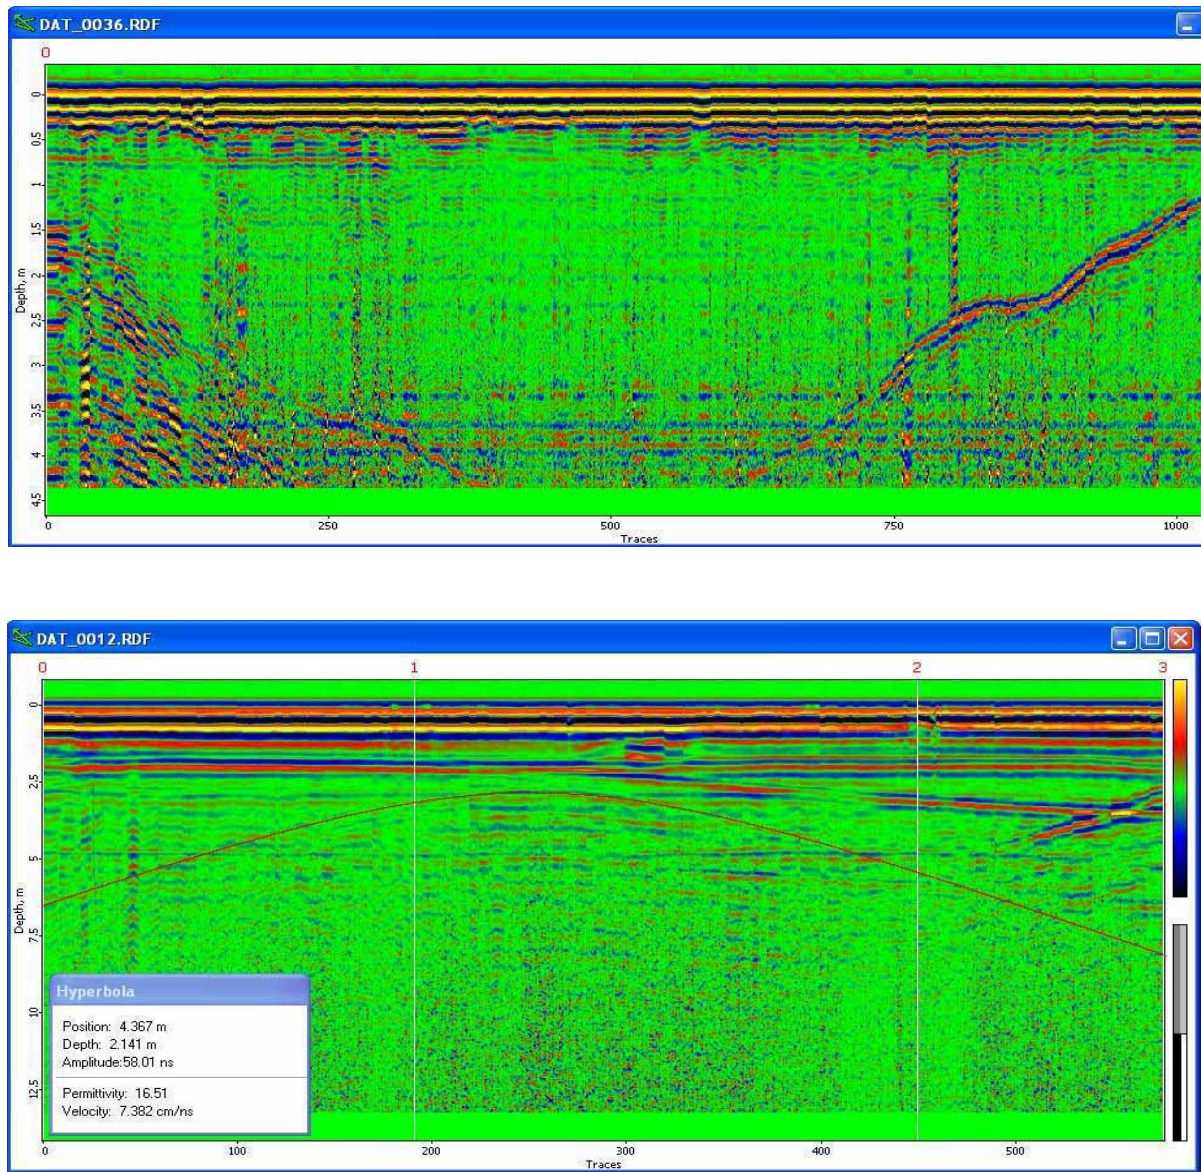 DAT_0036.RDF
0
0
0,5
1
1,5
2
2,5
3
3,5
4
4,5
Depth, m
0 250 500 750 1000
Traces
DAT_0012.RDF
0 1 2 3
0
2,5
5
7,5
10
12,5
Depth, m
Hyperbola
Position: 4.367 m
Depth: 2.141 m
Amplitude:58.01 ns
Permittivity: 16.51
Velocity: 7.382 cm/ns
0 100 200 300 400 500
Traces